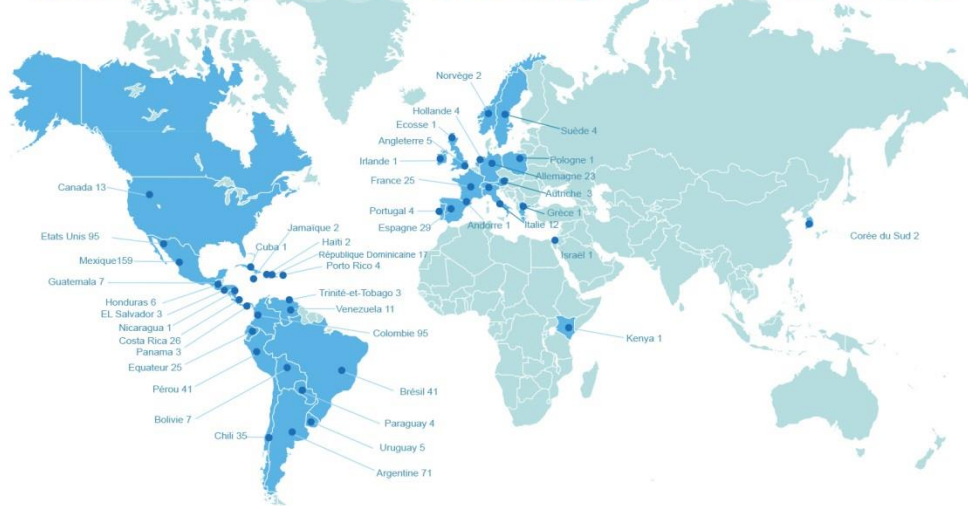 Norvège 2
Hollande 4
Ecosse 1
Suède 4
Angleterre 5
Irlande 1
Pologne 1
Allemagne 23
Canada 13
France 25
Autriche 3
Portugal 4
Grèce 1
Espagne 29
Andorre 1
Italie 12
Jamaïque 2
Etats Unis 95
Haïti 2
Corée du Sud 2
Cuba 1
République Dominicaine 17
Israël 1
Mexique159
Porto Rico 4
Guatemala 7
Trinité-et-Tobago 3
Honduras 6
Venezuela 11
EL Salvador 3
Nicaragua 1
Colombie 95
Costa Rica 26
Kenya 1
Panama 3
Equateur 25
Pérou 41
Brésil 41
Bolivie 7
Paraguay 4
Chili 35
Uruguay 5
Argentine 71